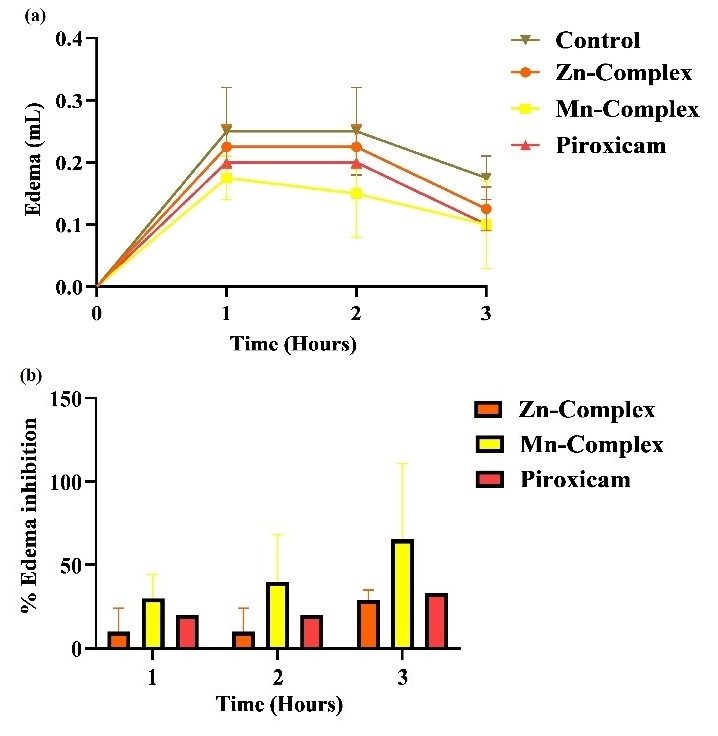 (a)
0.4
0.3
0.2
0.1
0.0
Edema (mL)
0 1 2 3
Time (Hours)
Control
Zn-Complex
Mn-Complex
Piroxicam
(b)
150
100
50
0
% Edema inhibition
1 2 3
Time (Hours)
Zn-Complex
Mn-Complex
Piroxicam